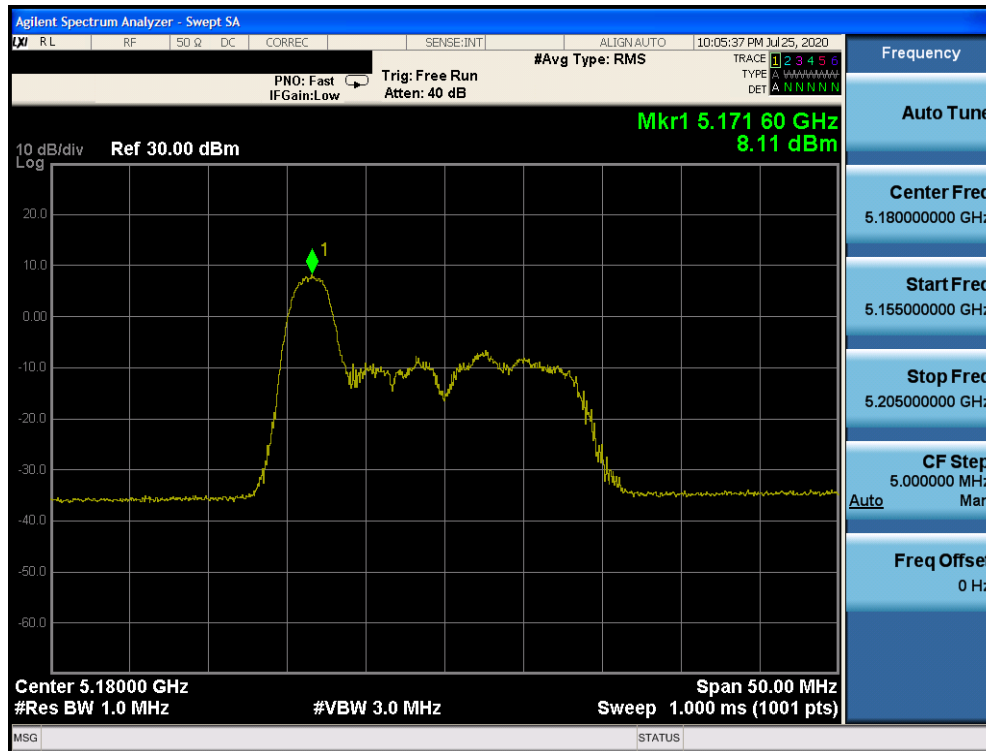 Agilent Spectrum Analyzer - Swept SA
LXI RL RF 50 Ω DC CORREC SENSE:INT ALIGNAUTO 10:05:37 PM Jul 25, 2020
#Avg Type: RMS TRACE 1 2 3 4 5 6
PNO: Fast Trig: Free Run TYPE A WWWWW
IFGain:Low Atten: 40 dB DET A N N N N N
Mkr1 5.171 60 GHz
10 dB/div Ref 30.00 dBm 8.11 dBm
Log
20.0
1
10.0
0.00
-10.0
-20.0
-30.0
-40.0
-50.0
-60.0
Center 5.18000 GHz Span 50.00 MHz
#Res BW 1.0 MHz #VBW 3.0 MHz Sweep 1.000 ms (1001 pts)
MSG STATUS
Frequency
Auto Tune
Center Freq
5.180000000 GHz
Start Freq
5.155000000 GHz
Stop Freq
5.205000000 GHz
CF Step
5.000000 MHz
Auto Man
Freq Offset
0 Hz